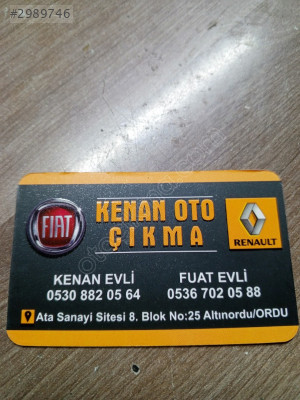 #2989746
KENAN OTO
ÇIKMA
FIAT
RENAULT
KENAN EVLİ
0530 882 05 64
FUAT EVLİ
0536 702 05 88
Ata Sanayi Sitesi 8. Blok No:25 Altınordu/ORDU